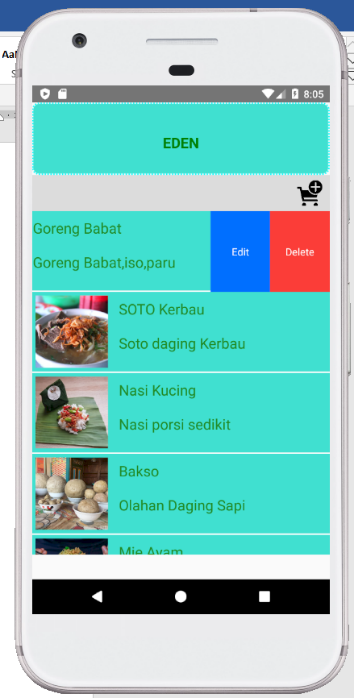 8:05
EDEN
Goreng Babat
Goreng Babat,iso,paru
Edit
Delete
SOTO Kerbau
Soto daging Kerbau
Nasi Kucing
Nasi porsi sedikit
Bakso
Olahan Daging Sapi
Mie Ayam